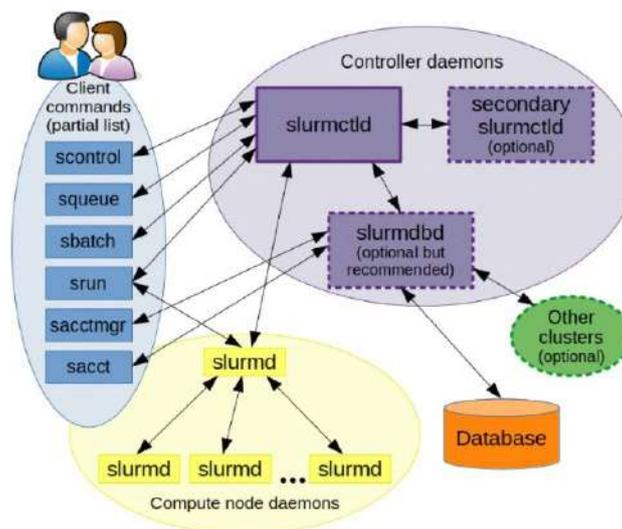 Client
commands
(partial list)
scontrol
squeue
sbatch
srun
sacctmgr
sacct
Controller daemons
slurmctld
secondary
slurmctld
(optional)
slurmdbd
(optional but
recommended)
Other
clusters
(optional)
Database
slurmd
slurmd slurmd ... slurmd
Compute node daemons